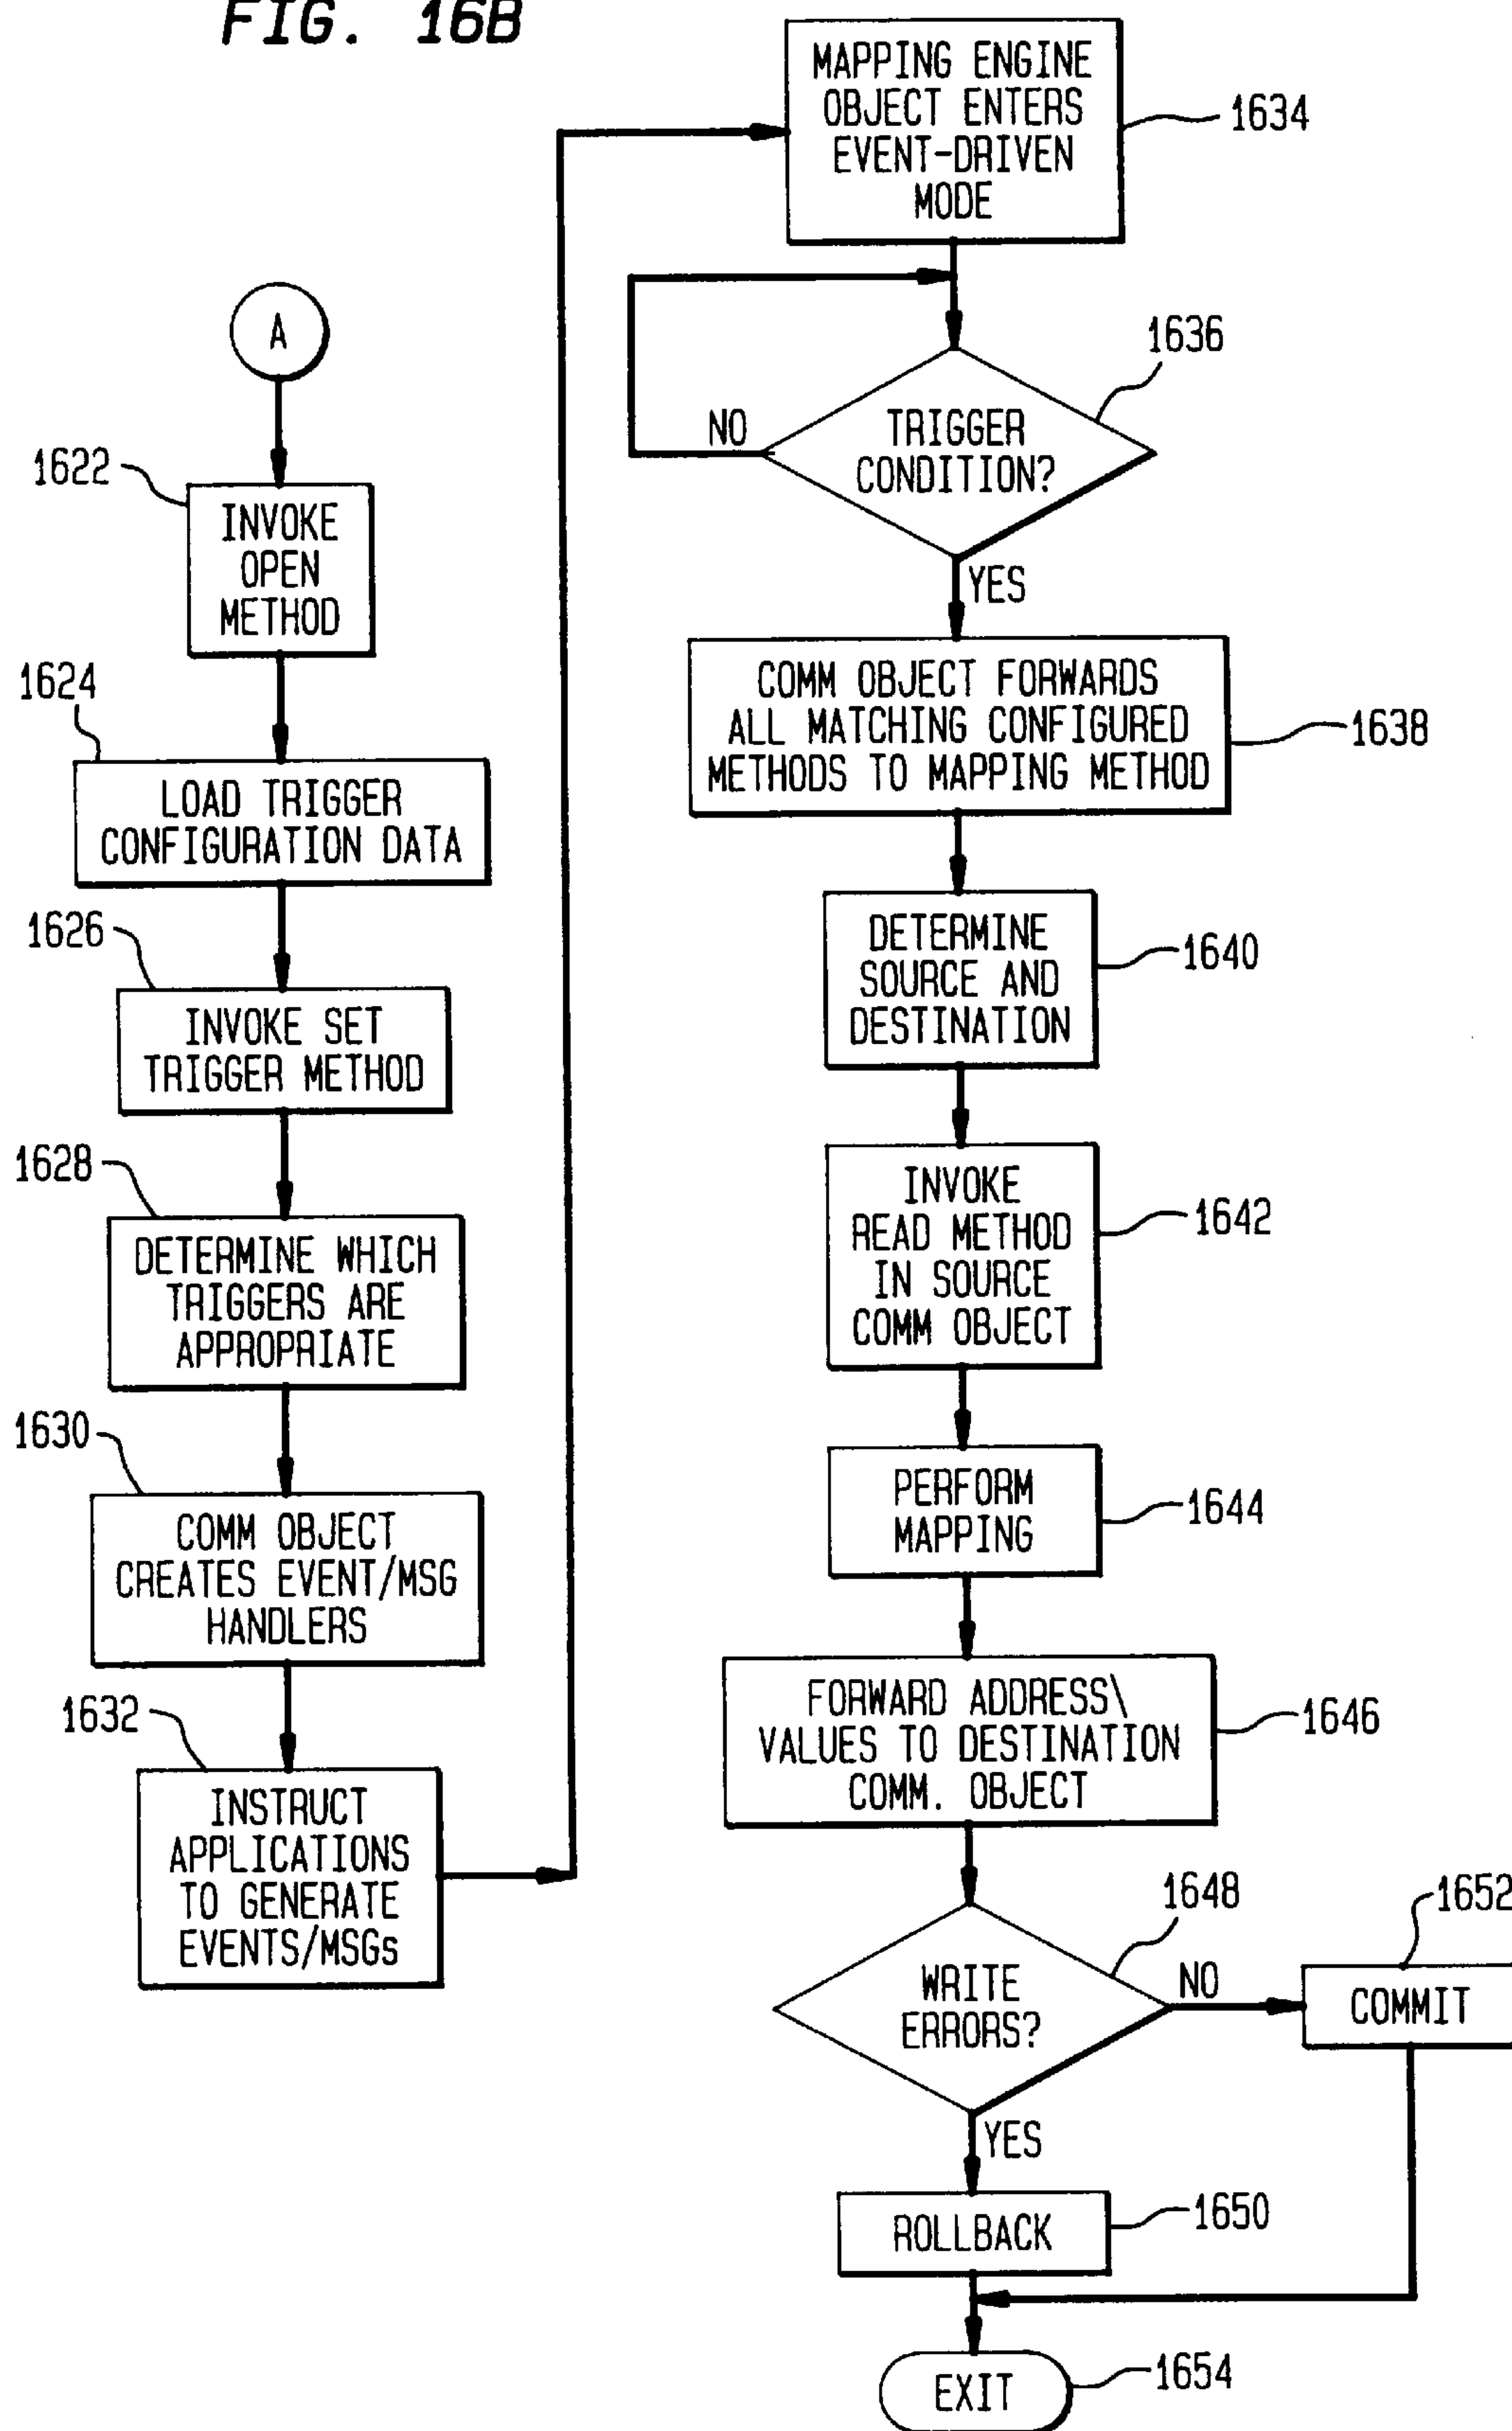 FIG. 16B
A
1622
INVOKE
OPEN
METHOD
1624
LOAD TRIGGER
CONFIGURATION DATA
1626
INVOKE SET
TRIGGER METHOD
1628
DETERMINE WHICH
TRIGGERS ARE
APPROPRIATE
1630
COMM OBJECT
CREATES EVENT/MSG
HANDLERS
1632
INSTRUCT
APPLICATIONS
TO GENERATE
EVENTS/MSGs
MAPPING ENGINE
OBJECT ENTERS
EVENT-DRIVEN
MODE
1634
1636
NO
TRIGGER
CONDITION?
YES
COMM OBJECT FORWARDS
ALL MATCHING CONFIGURED
METHODS TO MAPPING METHOD
1638
DETERMINE
SOURCE AND
DESTINATION
1640
INVOKE
READ METHOD
IN SOURCE
COMM OBJECT
1642
PERFORM
MAPPING
1644
FORWARD ADDRESS\
VALUES TO DESTINATION
COMM. OBJECT
1646
1648
WRITE
ERRORS?
NO
1652
COMMIT
YES
ROLLBACK
1650
EXIT
1654